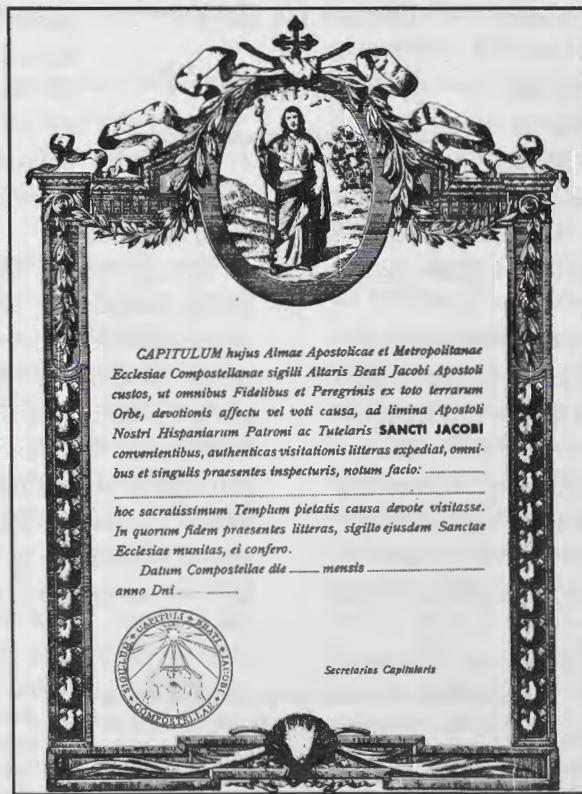 CAPITULUM hujus Almae Apostolicae et Metropolitanae
Ecclesiae Compostellanae sigilli Altaris Beati Jacobi Apostoli
custos, ut omnibus Fidelibus et Peregrinis ex toto terrarum
Orbe, devotionis affectu vel voti causa, ad limina Apostoli
Nostri Hispaniarum Patroni ac Tutelaris SANCTI JACOBI
convenientibus, authenticas visitationis litteras expediat, omni-
bus et singulis praesentes inspecturis, notum facio:
hoc sacratissimum Templum pietatis causa devote visitasse.
In quorum fidem praesentes litteras, sigillo ejusdem Sanctae
Ecclesiae munitas, ei confero.
Datum Compostellae die mensis
anno Dni
SIGILLUM CAPITULI BEATI JACOBI COMPOSTELLAE
Secretarius Capitularis